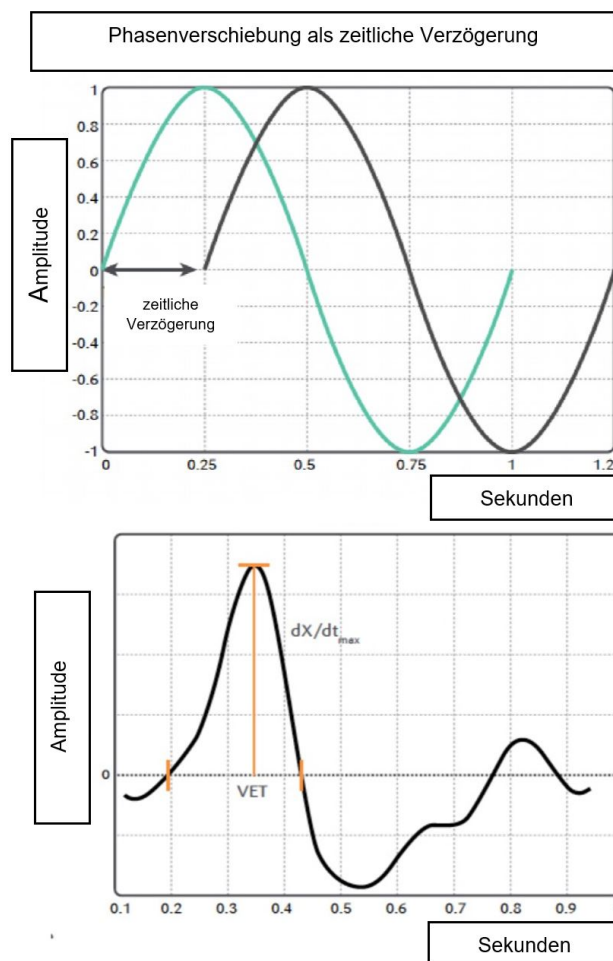 Phasenverschiebung als zeitliche Verzögerung
Amplitude
1
0.8
0.6
0.4
0.2
0
-0.2
-0.4
-0.6
-0.8
-1
zeitliche
Verzögerung
0 0.25 0.5 0.75 1 1.2
Sekunden
Amplitude
0
dX/dtmax
VET
0.1 0.2 0.3 0.4 0.5 0.6 0.7 0.8 0.9
Sekunden